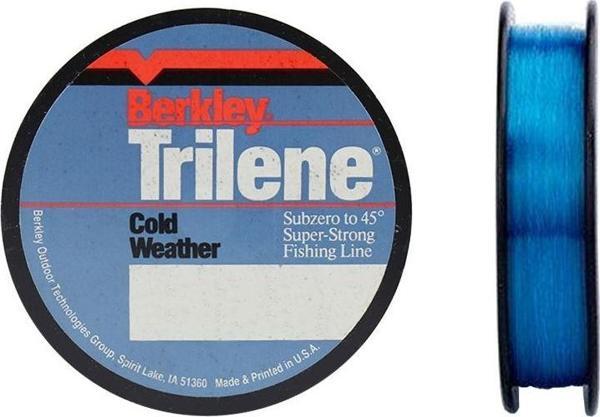 Berkley
Trilene®
Cold
Weather
Subzero to 45°
Super-Strong
Fishing Line
Berkley Outdoor Technologies Group, Spirit Lake, IA 51360 Made & Printed in U.S.A.